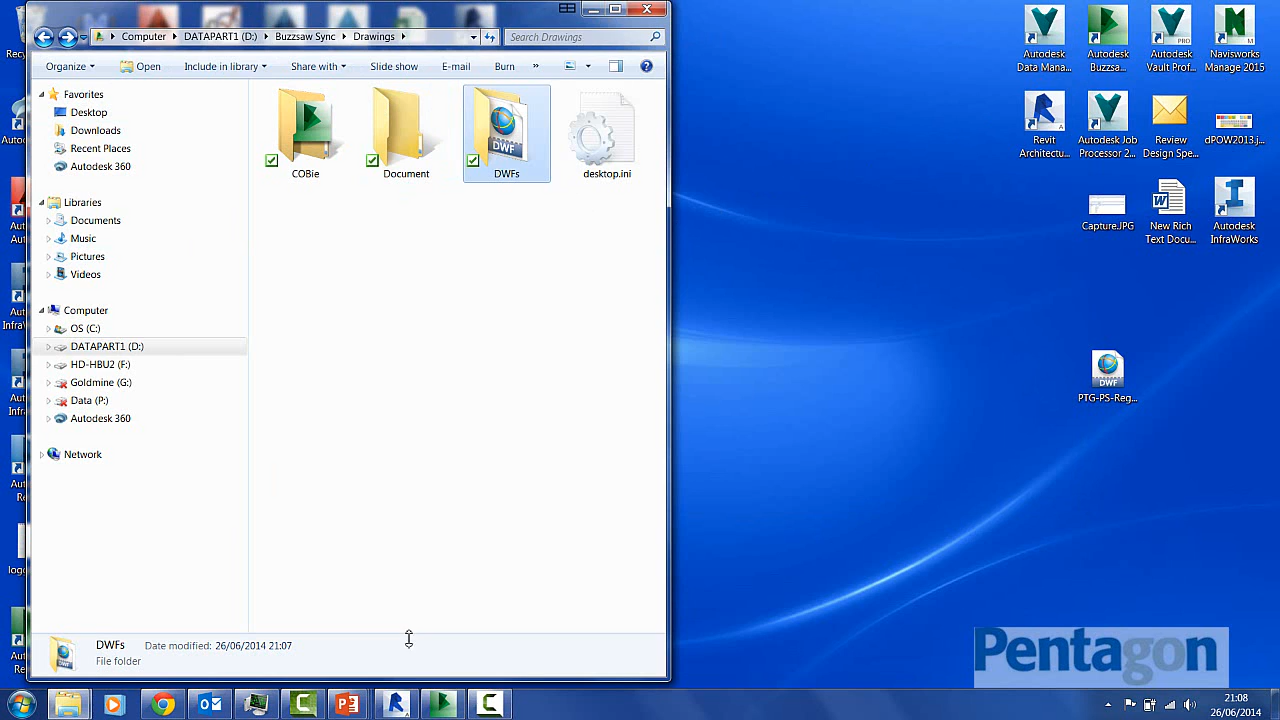 Computer
DATAPART1 (D:)
Buzzsaw Sync
Drawings
Search Drawings
Organize
Open
Include in library
Share with
Slide show
E-mail
Burn
»
Favorites
Desktop
Downloads
Recent Places
Autodesk 360
Libraries
Documents
Music
Pictures
Videos
Computer
OS (C:)
DATAPART1 (D:)
HD-HBU2 (F:)
Goldmine (G:)
Data (P:)
Autodesk 360
Network
COBie
Document
DWF
DWFs
desktop.ini
DWFs
Date modified: 26/06/2014 21:07
File folder
Autodesk
Data Mana...
Autodesk
Buzzsa...
Autodesk
Vault Prof...
Navisworks
Manage 2015
Revit
Architectu...
Autodesk Job
Processor 2...
Review
Design Spe...
dPOW2013.j...
Capture.JPG
New Rich
Text Docu...
Autodesk
InfraWorks
DWF
PTG-PS-Reg...
Pentagon
21:08
26/06/2014